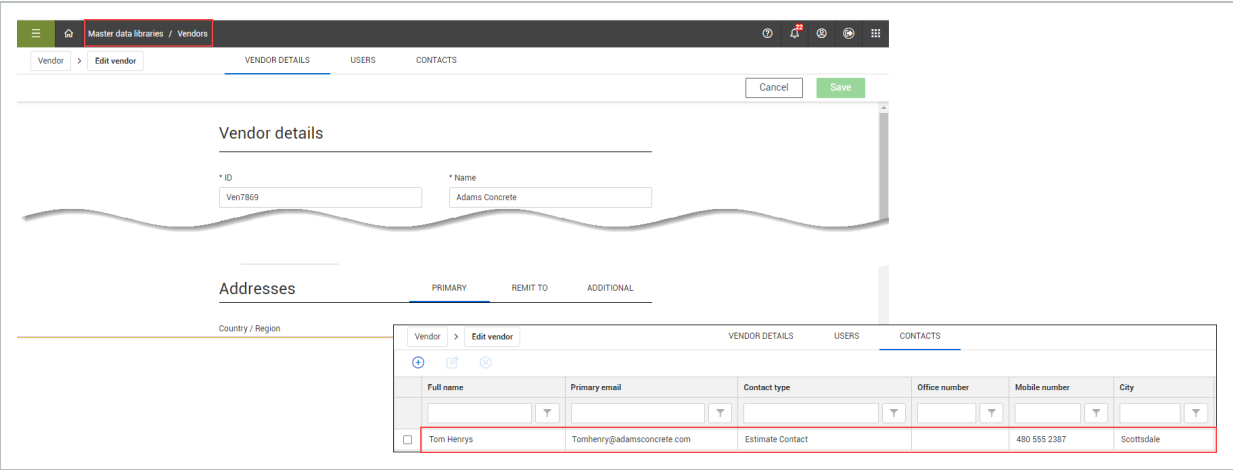 Master data libraries / Vendors
22
Vendor > Edit vendor VENDOR DETAILS USERS CONTACTS
Cancel Save
Vendor details
* ID * Name
Ven7869 Adams Concrete
Addresses PRIMARY REMIT TO ADDITIONAL
Country / Region
Vendor > Edit vendor VENDOR DETAILS USERS CONTACTS
Full name Primary email Contact type Office number Mobile number City
Tom Henrys Tomhenry@adamsconcrete.com Estimate Contact 480 555 2387 Scottsdale